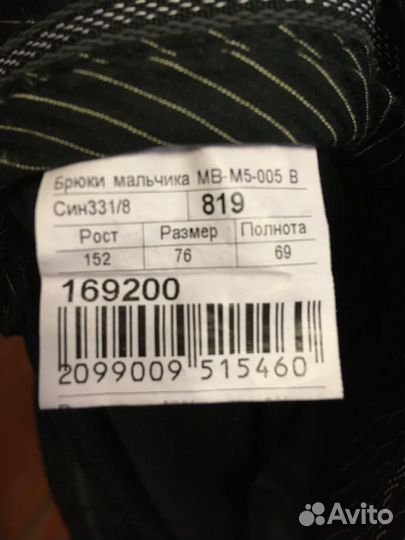 Брюки мальчика МВ-М5-005 В
Син331/8 819
Рост Размер Полнота
152 76 69
169200
2099009 515460
Avito